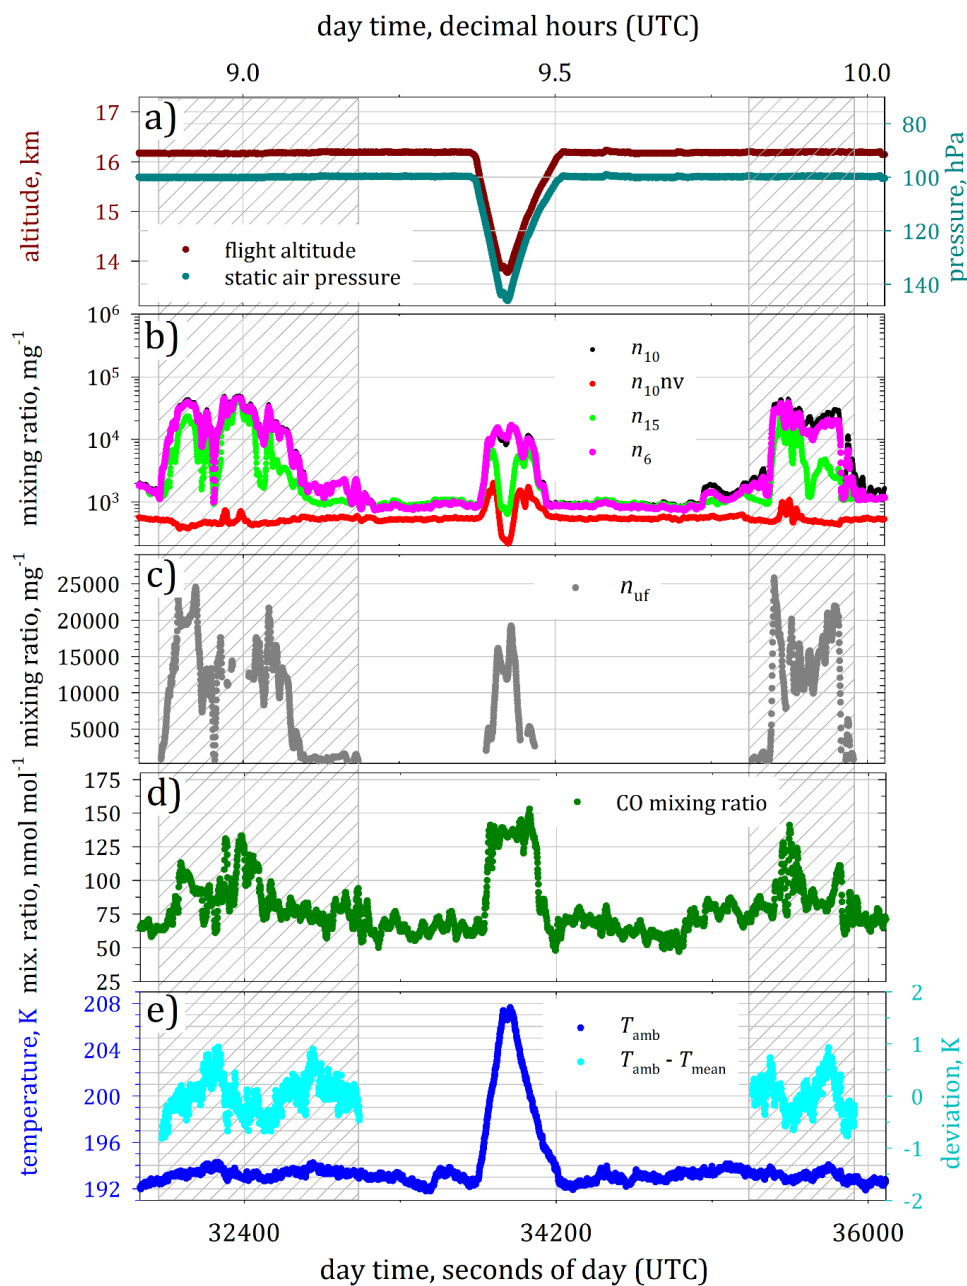 day time, decimal hours (UTC)
9.0 9.5 10.0
a)
17
16
15
14
altitude, km
80
100
120
140
pressure, hPa
flight altitude
static air pressure
b)
10⁶
10⁵
10⁴
10³
mixing ratio, mg⁻¹
n₁₀
n₁₀nv
n₁₅
n₆
c)
25000
20000
15000
10000
5000
mixing ratio, mg⁻¹
n_uf
d)
175
150
125
100
75
50
25
mix. ratio, nmol mol⁻¹
CO mixing ratio
e)
208
204
200
196
192
temperature, K
2
1
0
-1
-2
deviation, K
T_amb
T_amb - T_mean
32400 34200 36000
day time, seconds of day (UTC)